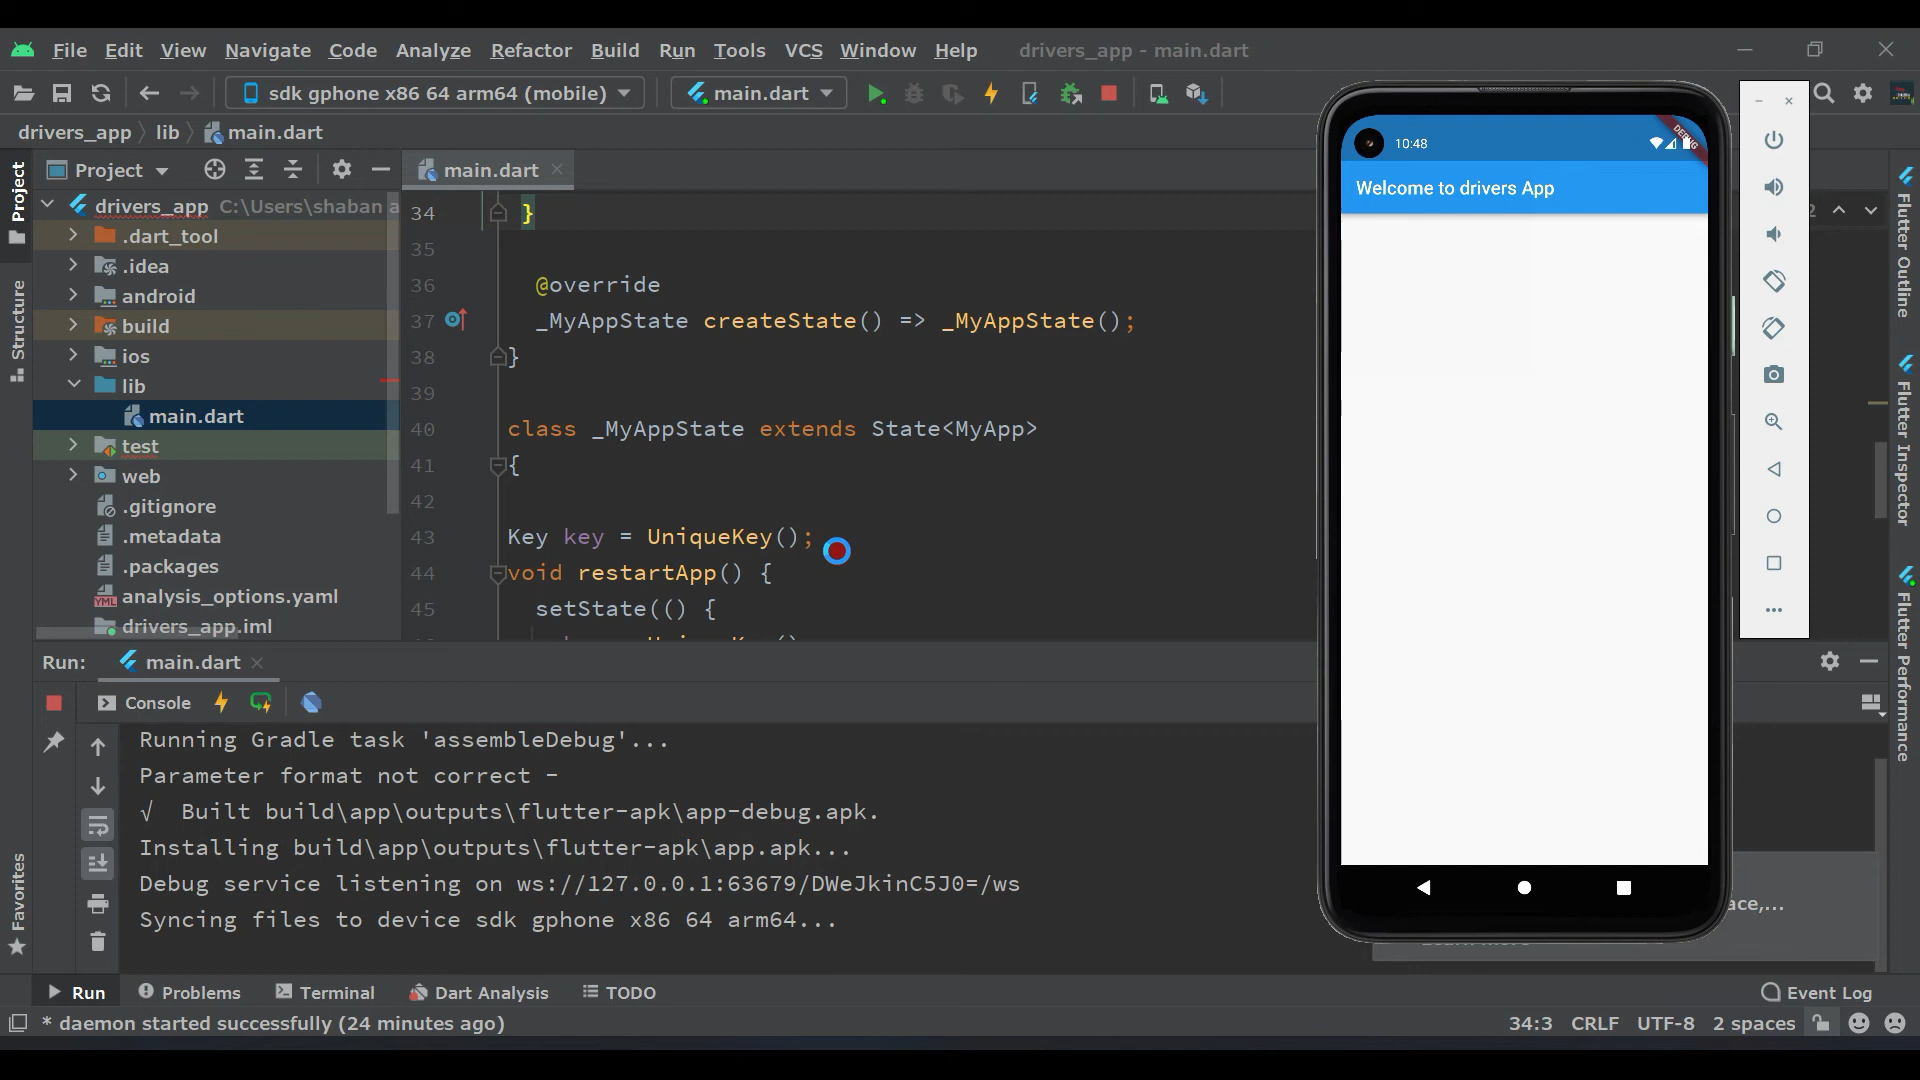 File Edit View Navigate Code Analyze Refactor Build Run Tools VCS Window Help drivers_app - main.dart
sdk gphone x86 64 arm64 (mobile) main.dart
drivers_app lib main.dart
Project
main.dart
drivers_app C:\Users\shaban a
.dart_tool
.idea
android
build
ios
lib
main.dart
test
web
.gitignore
.metadata
.packages
analysis_options.yaml
drivers_app.iml
Project
Structure
Favorites
34 }
35
36 @override
37 _MyAppState createState() => _MyAppState();
38 }
39
40 class _MyAppState extends State<MyApp>
41 {
42
43 Key key = UniqueKey();
44 void restartApp() {
45 setState(() {
10:48
DEBUG
Welcome to drivers App
2
Flutter Outline
Flutter Inspector
Flutter Performance
Run: main.dart
Console
Running Gradle task 'assembleDebug'...
Parameter format not correct -
√ Built build\app\outputs\flutter-apk\app-debug.apk.
Installing build\app\outputs\flutter-apk\app.apk...
Debug service listening on ws://127.0.0.1:63679/DWeJkinC5J0=/ws
Syncing files to device sdk gphone x86 64 arm64...
ace,...
Run Problems Terminal Dart Analysis TODO Event Log
* daemon started successfully (24 minutes ago) 34:3 CRLF UTF-8 2 spaces